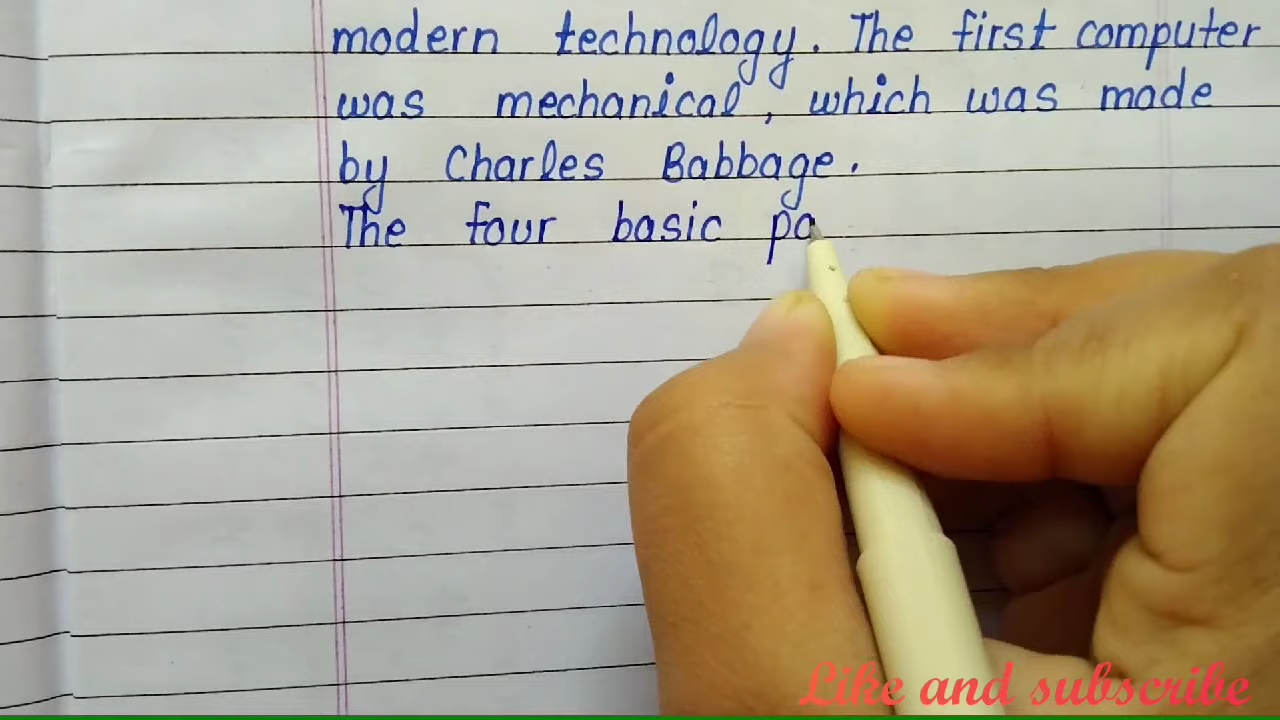 modern technology. The first computer
was mechanical, which was made
by Charles Babbage.
The four basic pa
Like and subscribe